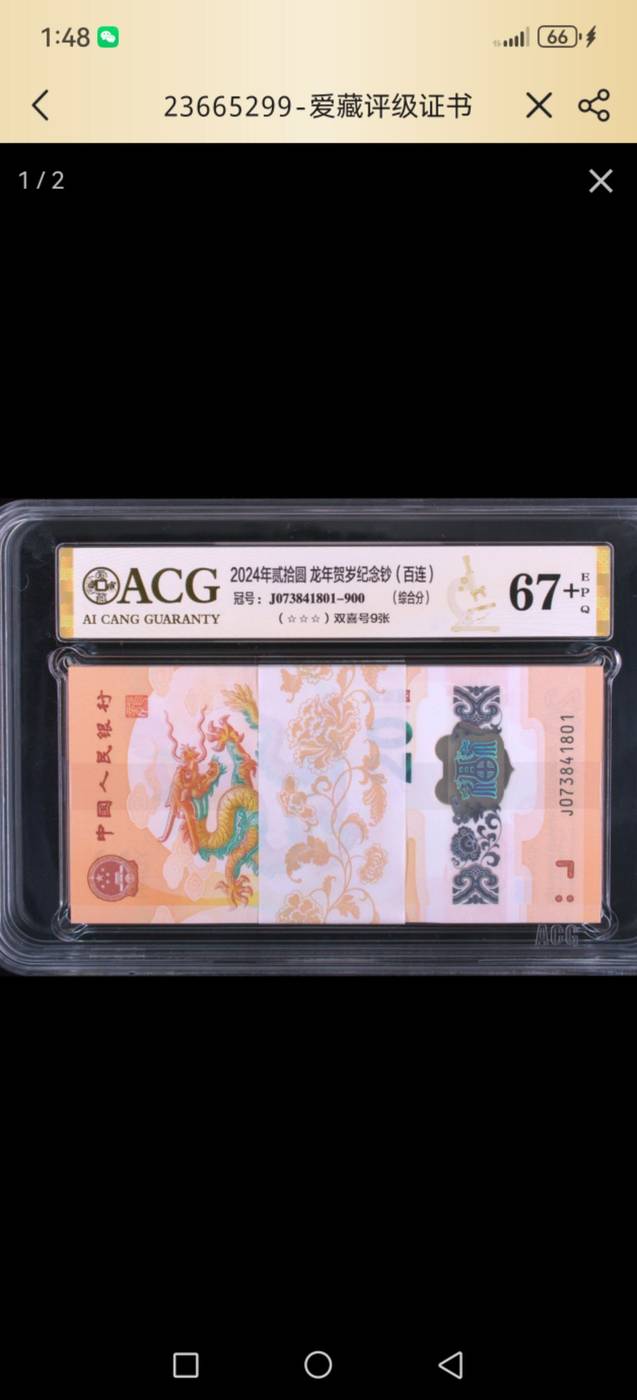 1:48
66
23665299-爱藏评级证书
1 / 2
ACG
AI CANG GUARANTY
2024年贰拾圆 龙年贺岁纪念钞（百连）
冠号：J073841801-900 （综合分）
（☆☆☆）双喜号9张
67+
EPQ
中国人民银行
J073841801
ACG